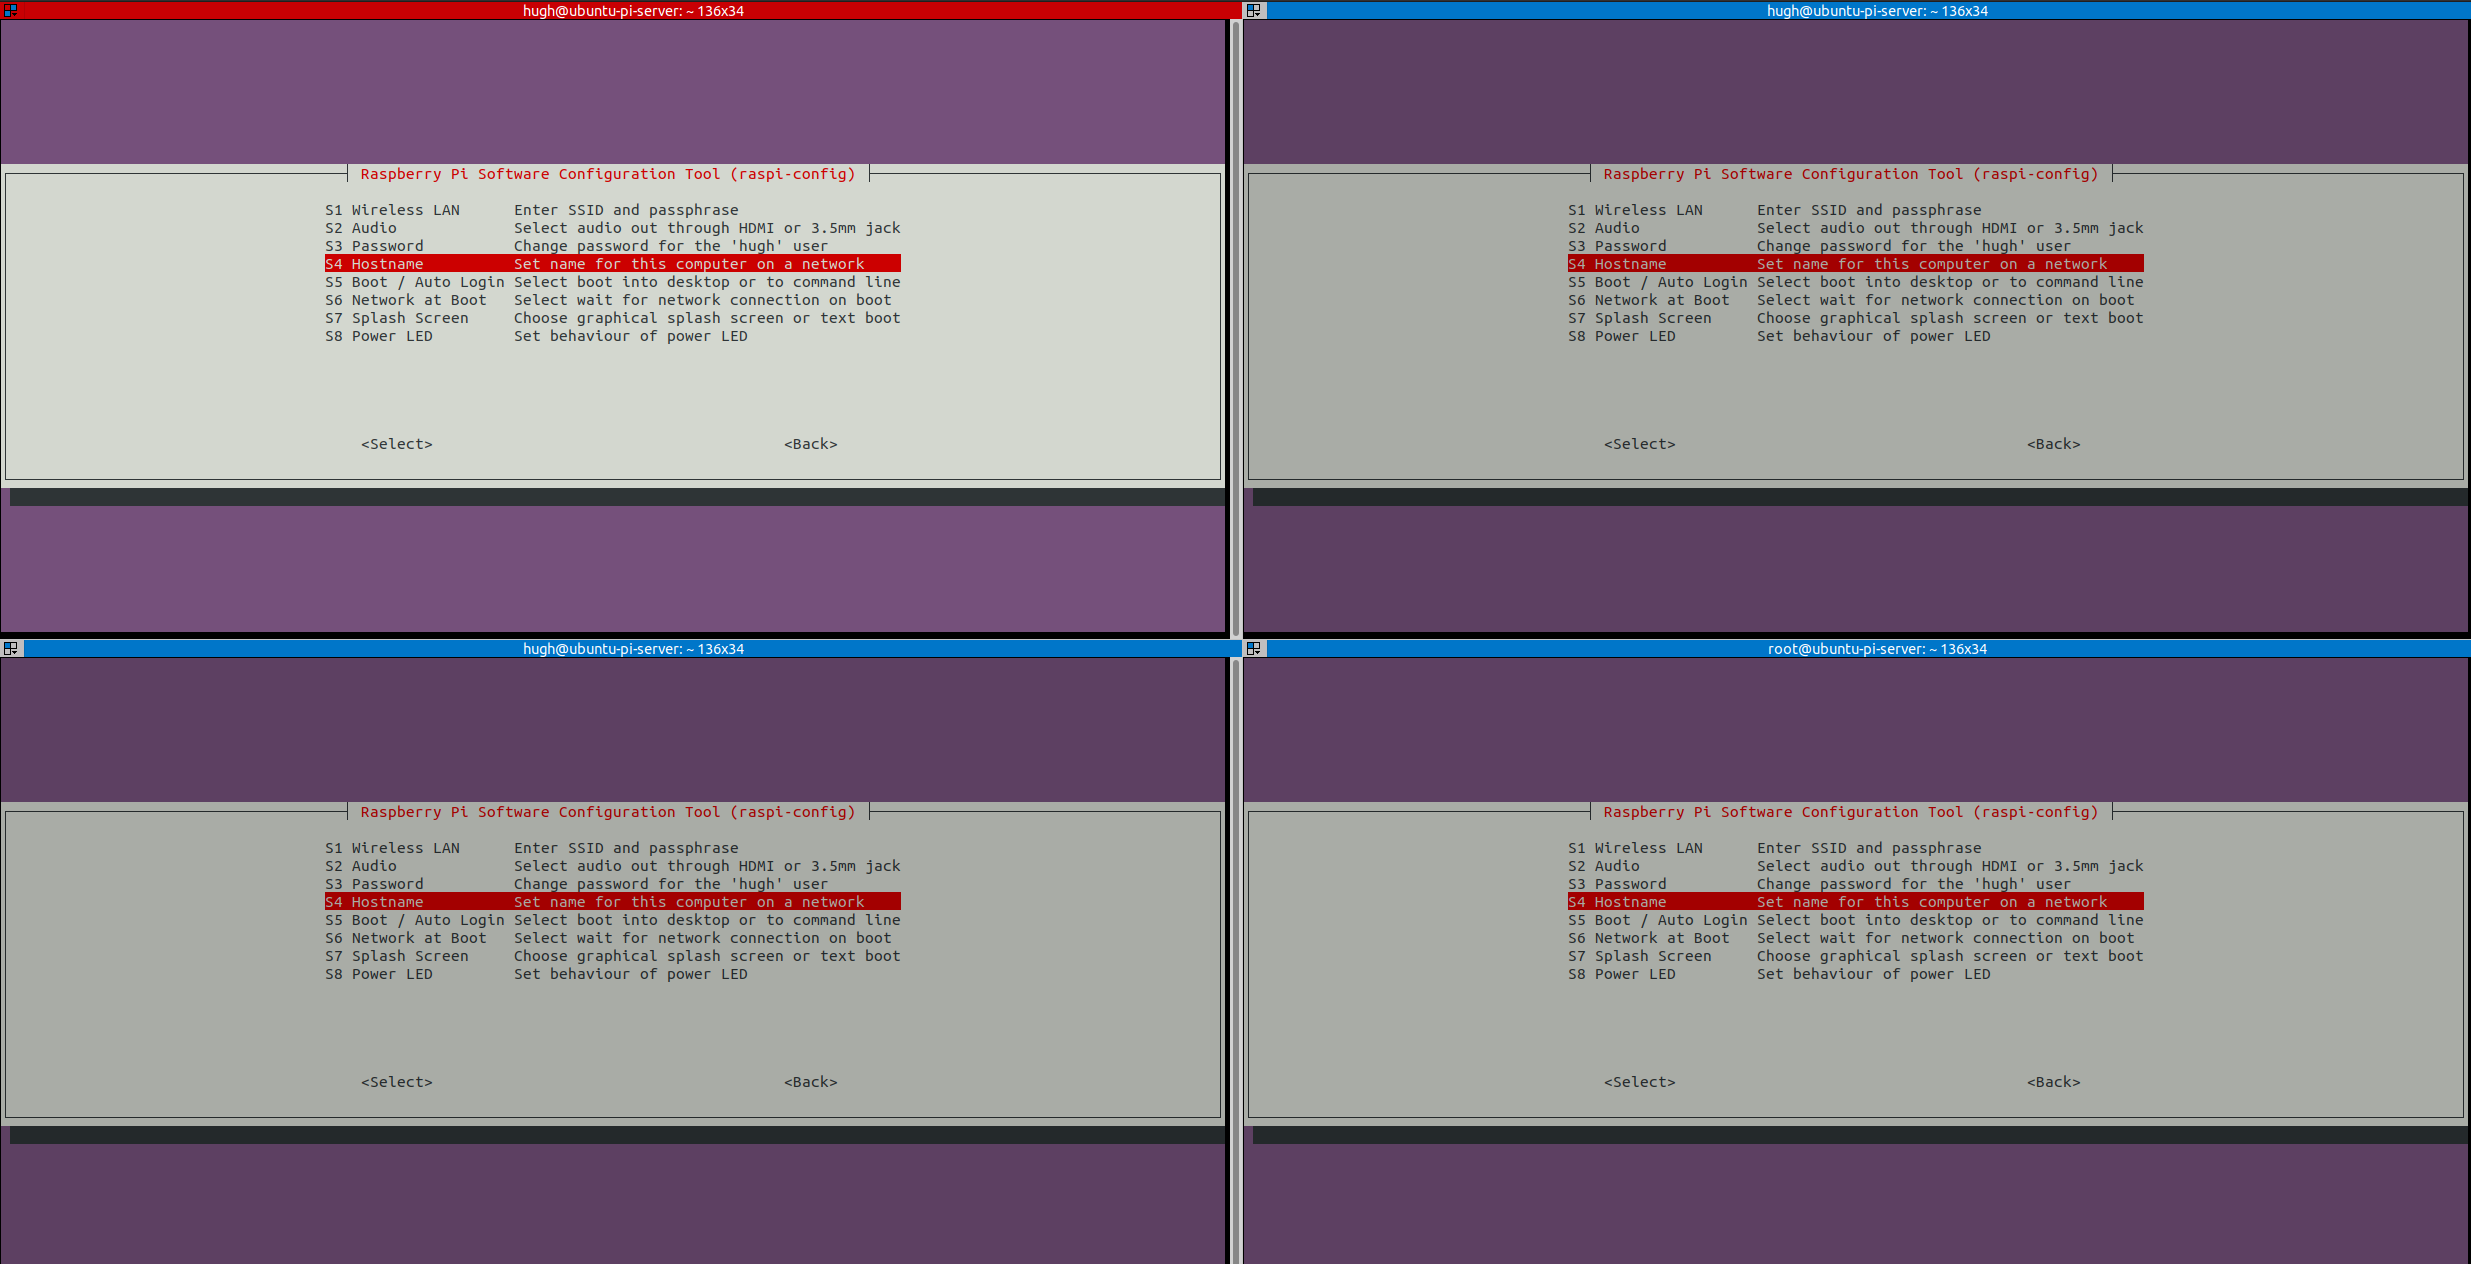 hugh@ubuntu-pi-server: ~ 136x34
Raspberry Pi Software Configuration Tool (raspi-config)
S1 Wireless LAN Enter SSID and passphrase
S2 Audio Select audio out through HDMI or 3.5mm jack
S3 Password Change password for the 'hugh' user
S4 Hostname Set name for this computer on a network
S5 Boot / Auto Login Select boot into desktop or to command line
S6 Network at Boot Select wait for network connection on boot
S7 Splash Screen Choose graphical splash screen or text boot
S8 Power LED Set behaviour of power LED
<Select> <Back>
hugh@ubuntu-pi-server: ~ 136x34
Raspberry Pi Software Configuration Tool (raspi-config)
S1 Wireless LAN Enter SSID and passphrase
S2 Audio Select audio out through HDMI or 3.5mm jack
S3 Password Change password for the 'hugh' user
S4 Hostname Set name for this computer on a network
S5 Boot / Auto Login Select boot into desktop or to command line
S6 Network at Boot Select wait for network connection on boot
S7 Splash Screen Choose graphical splash screen or text boot
S8 Power LED Set behaviour of power LED
<Select> <Back>
hugh@ubuntu-pi-server: ~ 136x34
Raspberry Pi Software Configuration Tool (raspi-config)
S1 Wireless LAN Enter SSID and passphrase
S2 Audio Select audio out through HDMI or 3.5mm jack
S3 Password Change password for the 'hugh' user
S4 Hostname Set name for this computer on a network
S5 Boot / Auto Login Select boot into desktop or to command line
S6 Network at Boot Select wait for network connection on boot
S7 Splash Screen Choose graphical splash screen or text boot
S8 Power LED Set behaviour of power LED
<Select> <Back>
root@ubuntu-pi-server: ~ 136x34
Raspberry Pi Software Configuration Tool (raspi-config)
S1 Wireless LAN Enter SSID and passphrase
S2 Audio Select audio out through HDMI or 3.5mm jack
S3 Password Change password for the 'hugh' user
S4 Hostname Set name for this computer on a network
S5 Boot / Auto Login Select boot into desktop or to command line
S6 Network at Boot Select wait for network connection on boot
S7 Splash Screen Choose graphical splash screen or text boot
S8 Power LED Set behaviour of power LED
<Select> <Back>